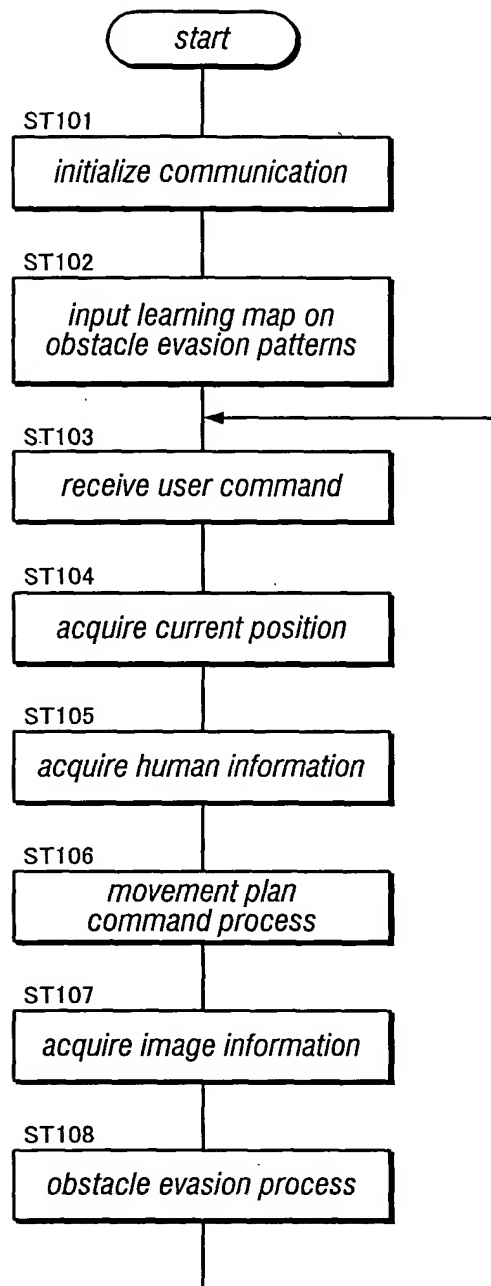 start
ST101
initialize communication
ST102
input learning map on
obstacle evasion patterns
ST103
receive user command
ST104
acquire current position
ST105
acquire human information
ST106
movement plan
command process
ST107
acquire image information
ST108
obstacle evasion process